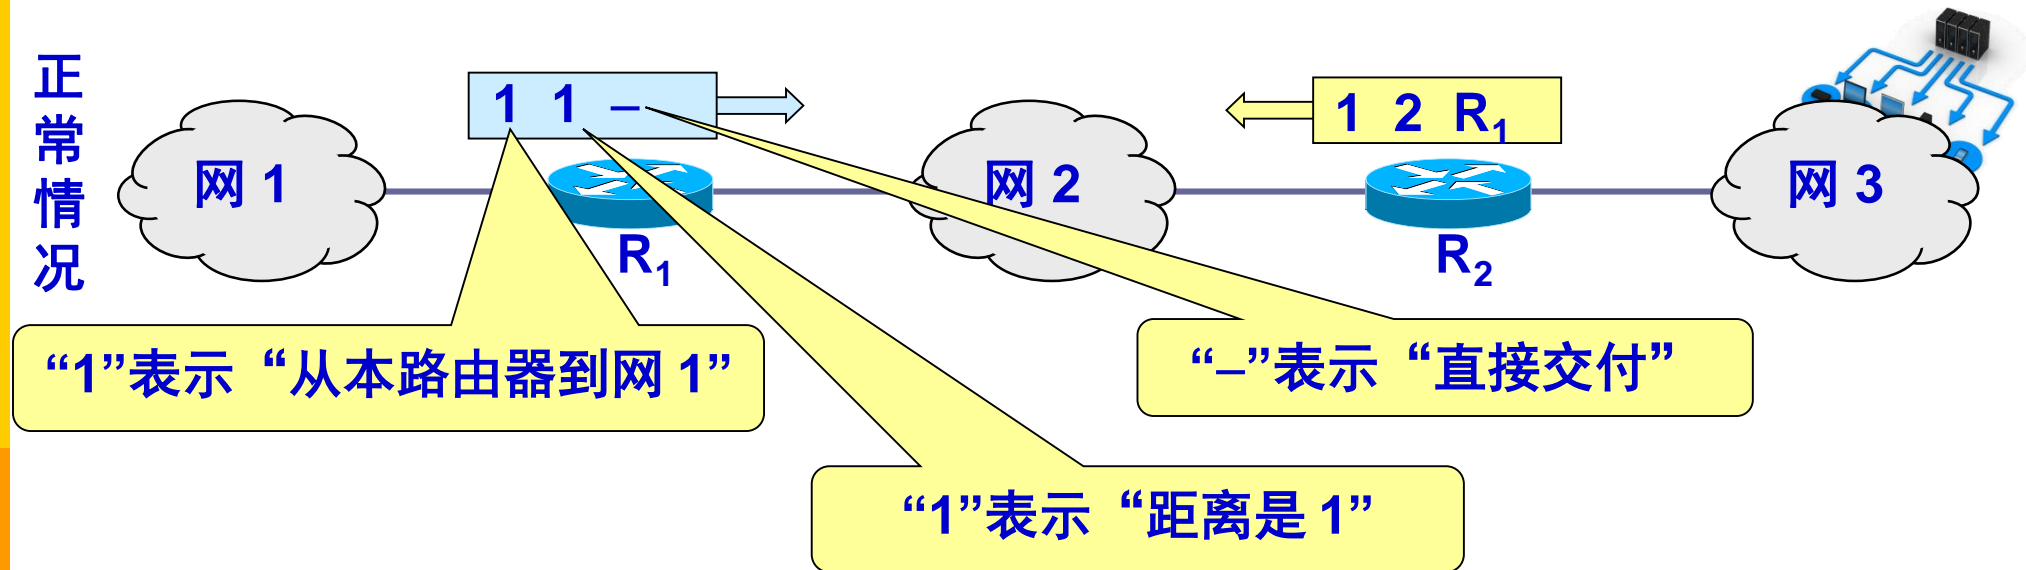 正常情况
1 1 –
1 2 R1
网 1
网 2
网 3
R1
R2
“1”表示“从本路由器到网 1”
“–”表示“直接交付”
“1”表示“距离是 1”